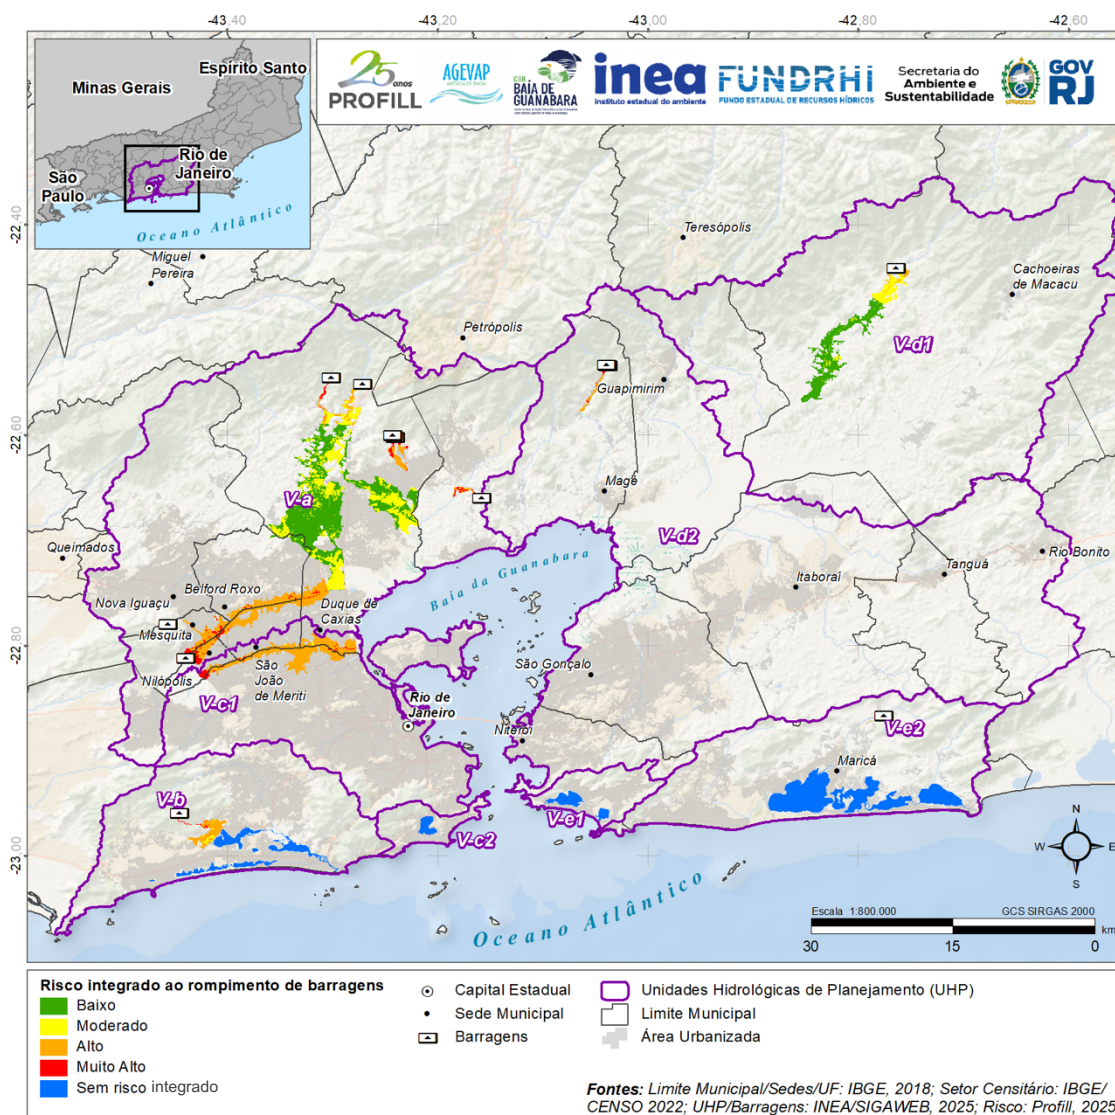 -43,40
-43,20
-43,00
-42,80
-42,60
Minas Gerais
Espírito Santo
Rio de
Janeiro
São
Paulo
Oceano Atlântico
25
anos
PROFILL
AGEVAP
CBH
BAÍA DE
GUANABARA
inea
instituto estadual do ambiente
FUNDRHI
FUNDO ESTADUAL DE RECURSOS HÍDRICOS
Secretaria do
Ambiente e
Sustentabilidade
GOV
RJ
-22,40
-22,60
-22,80
-23,00
Miguel
Pereira
Teresópolis
Cachoeiras
de Macacu
Petrópolis
V-d1
Guapimirim
V-a
Magé
V-d2
Queimados
Rio Bonito
Baía da Guanabara
Itaboraí
Tanguá
Belford Roxo
Nova Iguaçu
Duque de
Caxias
Mesquita
São Gonçalo
Nilópolis
São
João
de Meriti
V-c1
Rio de
Janeiro
Niterói
V-e2
Maricá
V-b
V-e1
V-c2
Oceano Atlântico
N
W
E
S
Escala 1:800.000
GCS SIRGAS 2000
km
30
15
0
Risco integrado ao rompimento de barragens
Baixo
Moderado
Alto
Muito Alto
Sem risco integrado
Capital Estadual
Sede Municipal
Barragens
Unidades Hidrológicas de Planejamento (UHP)
Limite Municipal
Área Urbanizada
Fontes: Limite Municipal/Sedes/UF: IBGE, 2018; Setor Censitário: IBGE/
CENSO 2022; UHP/Barragens: INEA/SIGAWEB, 2025; Risco: Profill, 2025